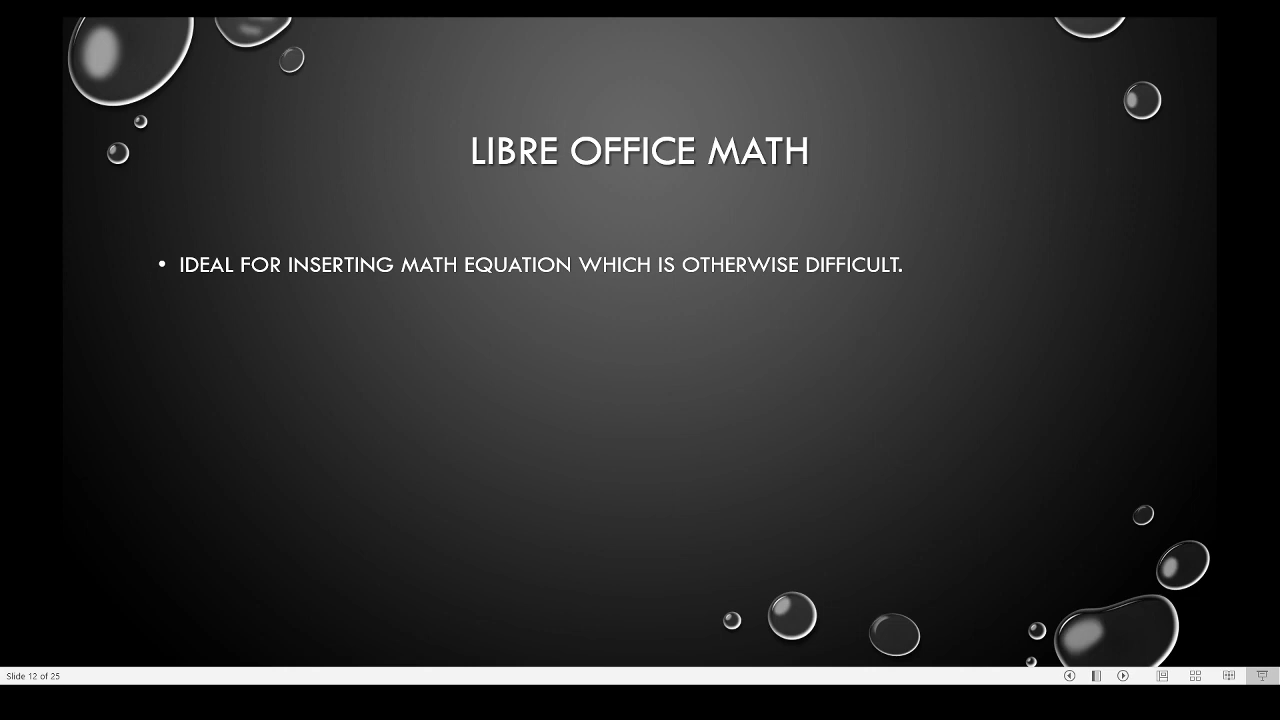 LIBRE OFFICE MATH
• IDEAL FOR INSERTING MATH EQUATION WHICH IS OTHERWISE DIFFICULT.
Slide 12 of 25